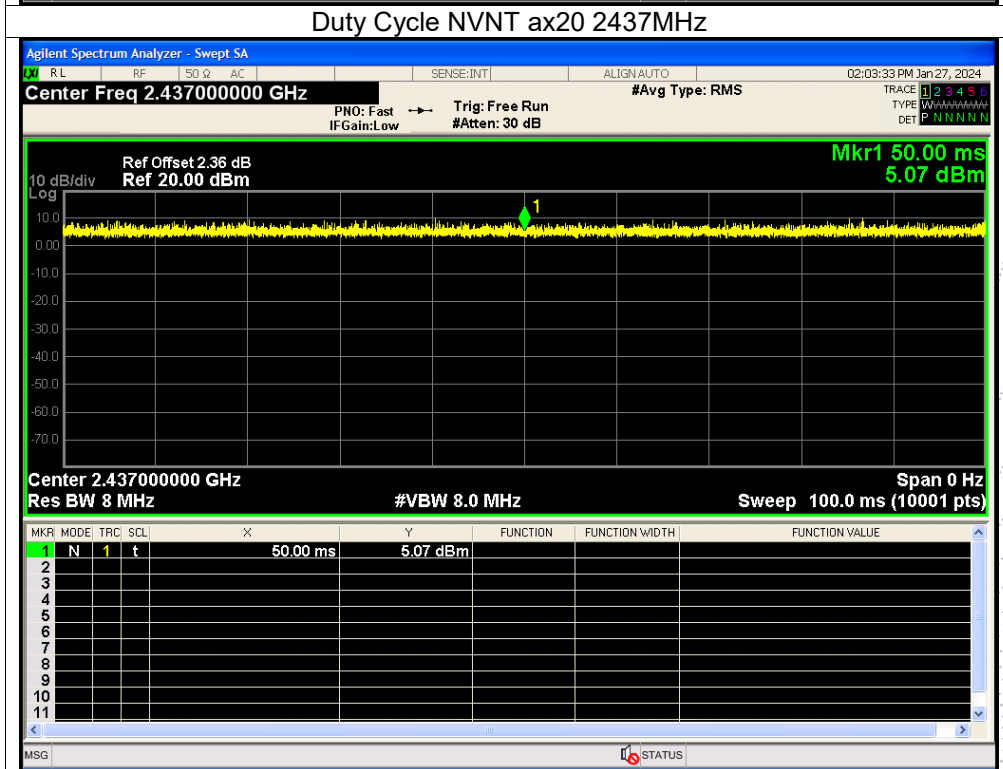 Duty Cycle NVNT ax20 2437MHz
Agilent Spectrum Analyzer - Swept SA
LXI RL RF 50 Ω AC SENSE:INT ALIGN AUTO 02:03:33 PM Jan 27, 2024
Center Freq 2.437000000 GHz #Avg Type: RMS TRACE 1 2 3 4 5 6
PNO: Fast Trig: Free Run TYPE WWWWWW
IFGain:Low #Atten: 30 dB DET P N N N N N
Mkr1 50.00 ms
Ref Offset 2.36 dB
10 dB/div Ref 20.00 dBm 5.07 dBm
Log
1
10.0
0.00
-10.0
-20.0
-30.0
-40.0
-50.0
-60.0
-70.0
Center 2.437000000 GHz Span 0 Hz
Res BW 8 MHz #VBW 8.0 MHz Sweep 100.0 ms (10001 pts)
MKR MODE TRC SCL X Y FUNCTION FUNCTION WIDTH FUNCTION VALUE
1 N 1 t 50.00 ms 5.07 dBm
2
3
4
5
6
7
8
9
10
11
MSG STATUS